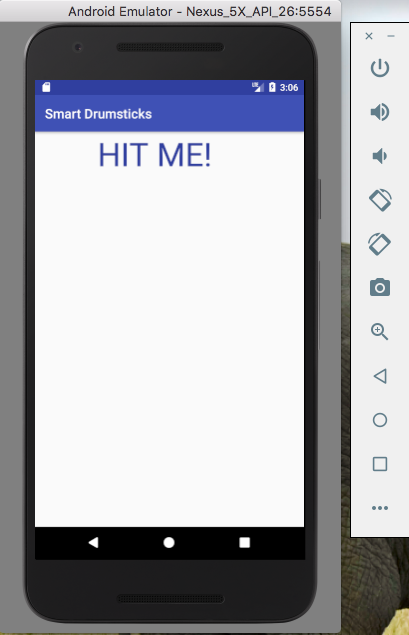 Android Emulator - Nexus_5X_API_26:5554
3:06
Smart Drumsticks
HIT ME!